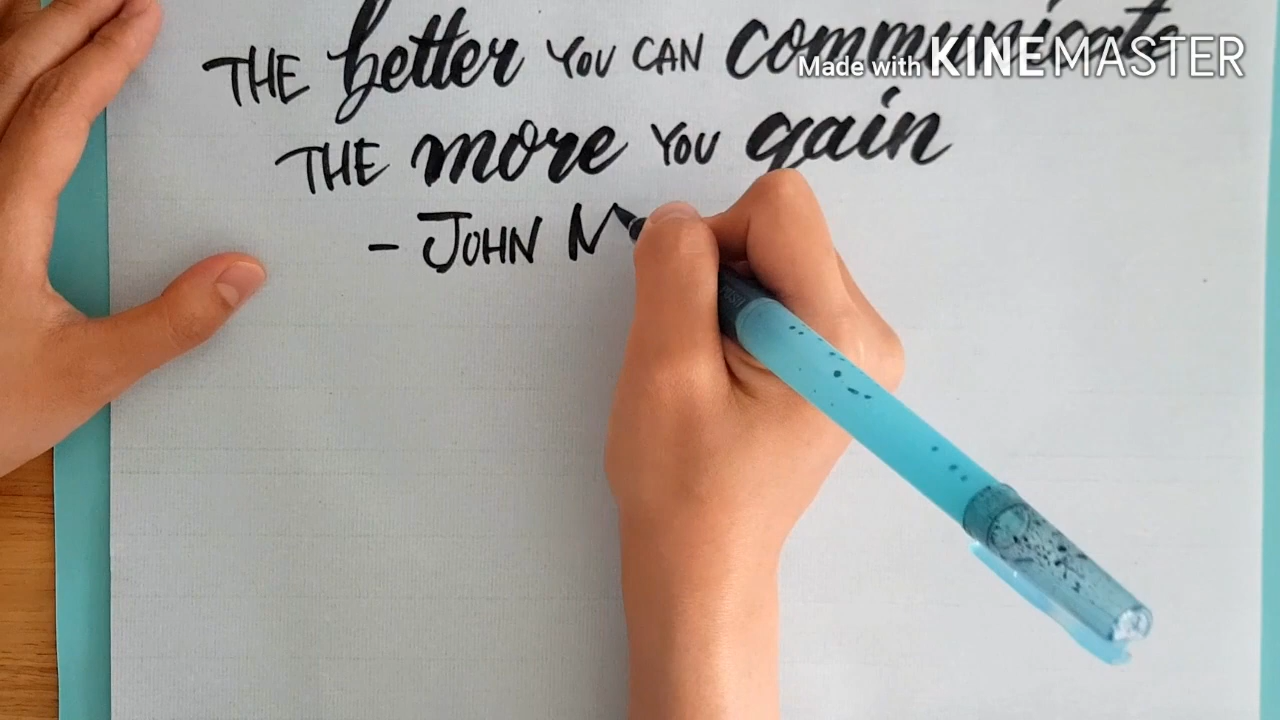 THE better YOU CAN communicate
Made with KINEMASTER
THE more YOU gain
- JOHN